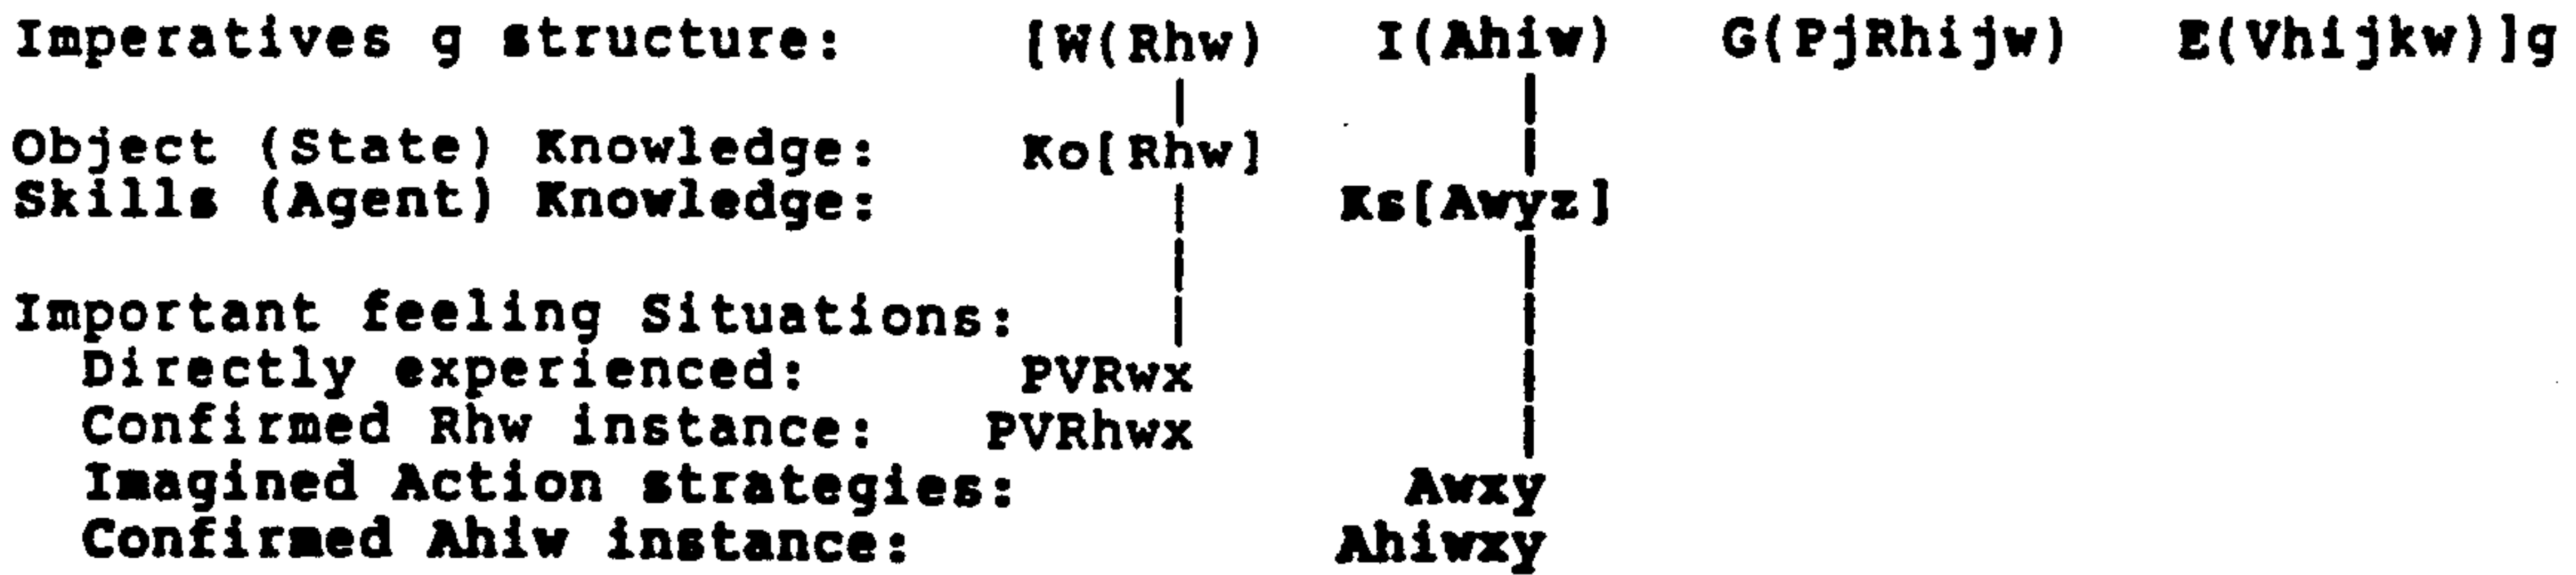 Imperatives g structure: [W(Rhw) I(Ahiw) G(PjRhijw) E(Vhijkw)]g
Object (State) Knowledge: Ko[Rhw]
Skills (Agent) Knowledge: Ks[Awyz]
Important feeling Situations:
Directly experienced: PVRwx
Confirmed Rhw instance: PVRhwx
Imagined Action strategies: Awxy
Confirmed Ahiw instance: Ahiwxy